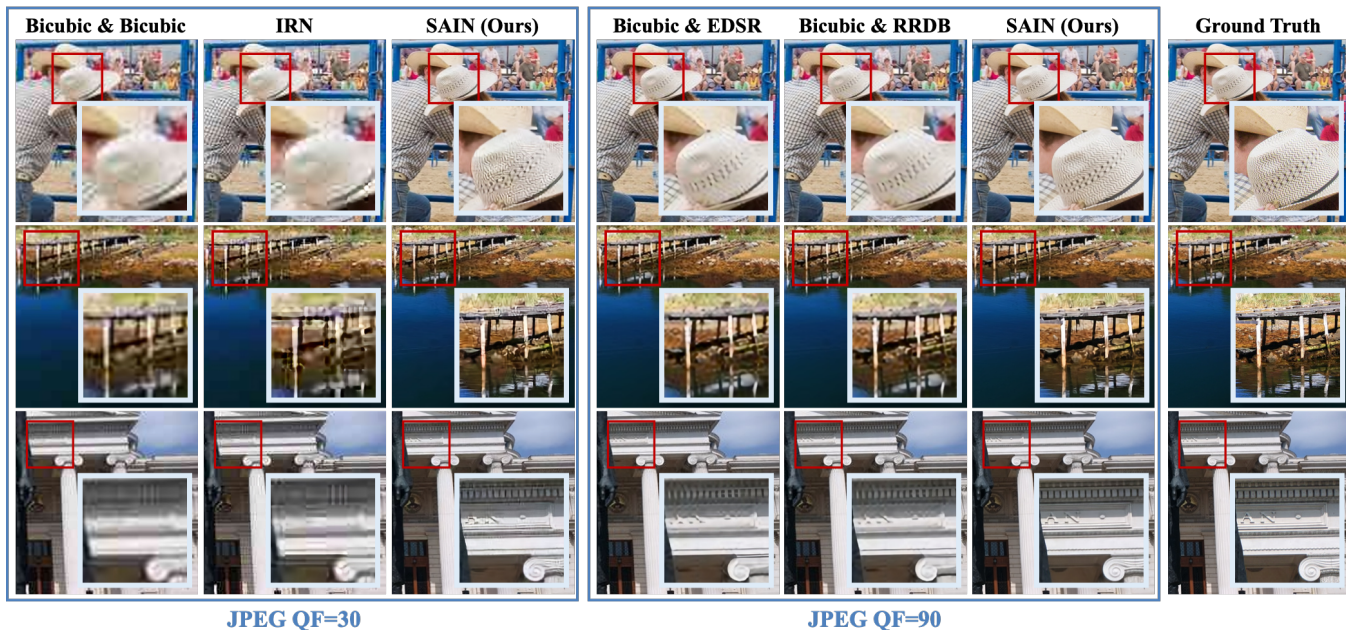 Bicubic & Bicubic IRN SAIN (Ours) Bicubic & EDSR Bicubic & RRDB SAIN (Ours) Ground Truth
JPEG QF=30 JPEG QF=90